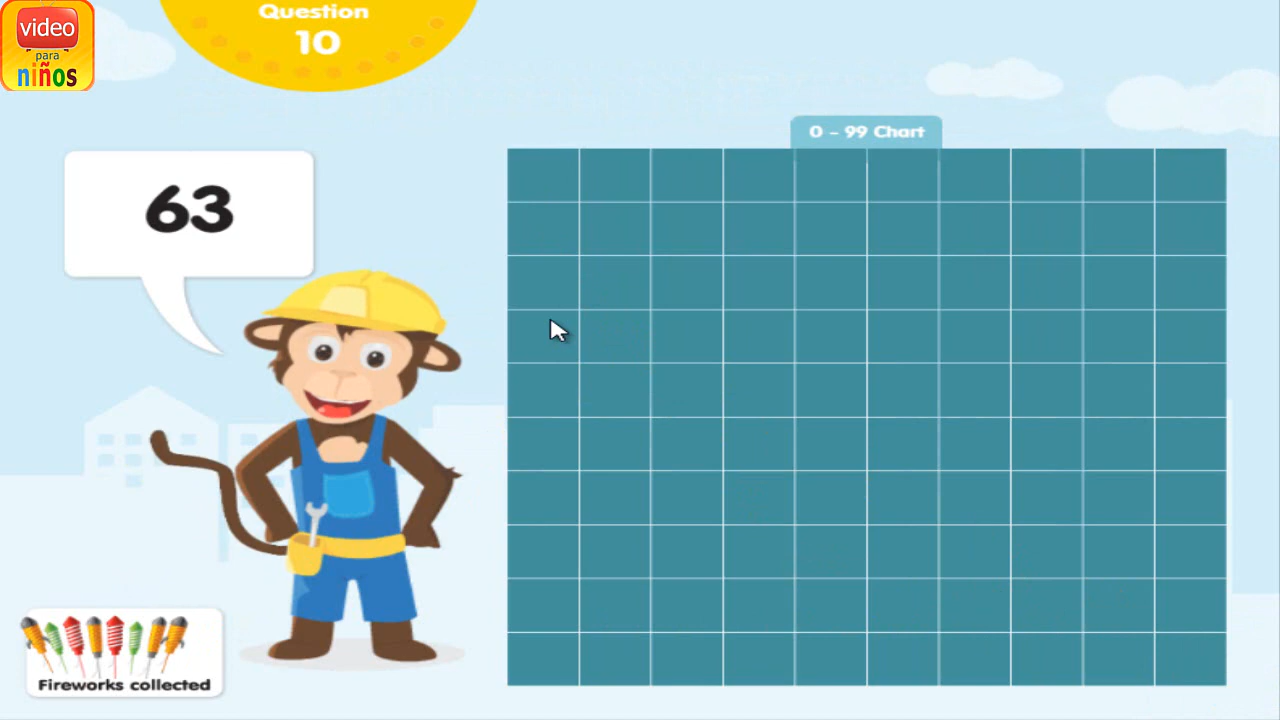 video
para
niños
Question
10
0 - 99 Chart
63
Fireworks collected